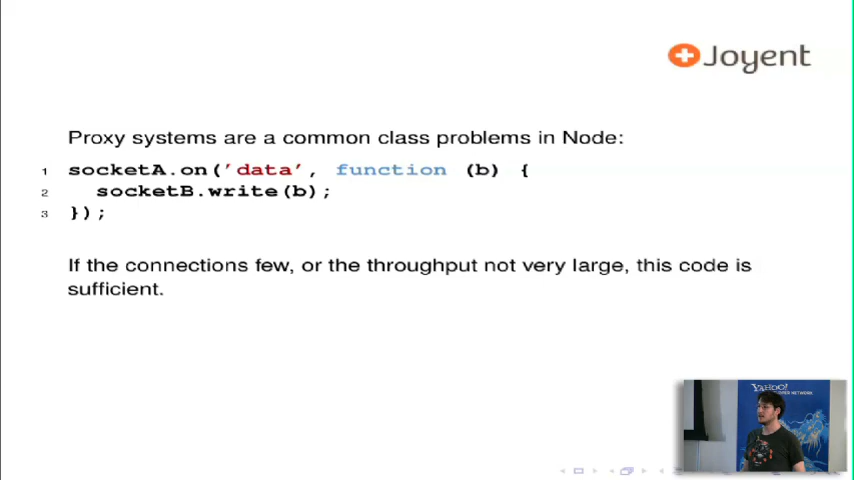 Joyent
Proxy systems are a common class problems in Node:
1 socketA.on('data', function (b) {
2 socketB.write(b);
3 });
If the connections few, or the throughput not very large, this code is
sufficient.
YAHOO!
NETWORK